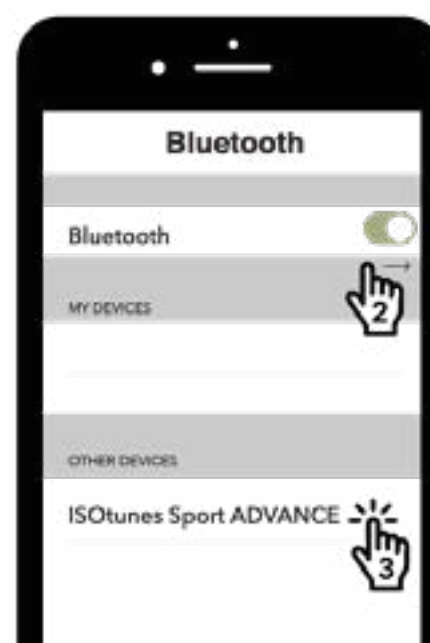 Bluetooth
Bluetooth
2
MY DEVICES
OTHER DEVICES
ISOtunes Sport ADVANCE
3